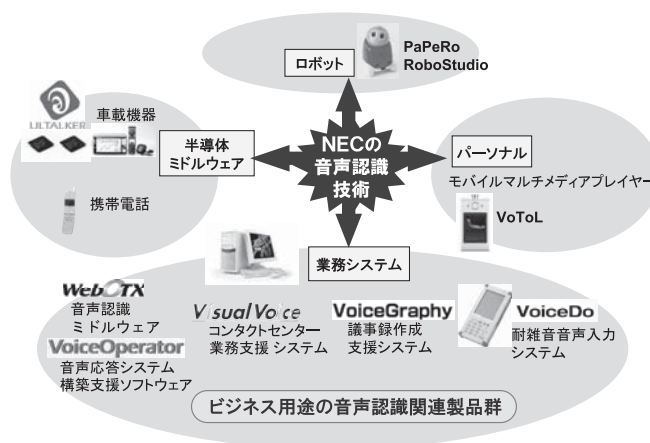 PaPeRo
RoboStudio
ロボット
LILTALKER
車載機器
半導体
ミドルウェア
携帯電話
NECの
音声認識
技術
パーソナル
モバイルマルチメディアプレイヤー
VoToL
業務システム
WebOTX
音声認識
ミドルウェア
VoiceOperator
音声応答システム
構築支援ソフトウェア
VisualVoice
コンタクトセンター
業務支援 システム
VoiceGraphy
議事録作成
支援システム
VoiceDo
耐雑音音声入力
システム
ビジネス用途の音声認識関連製品群